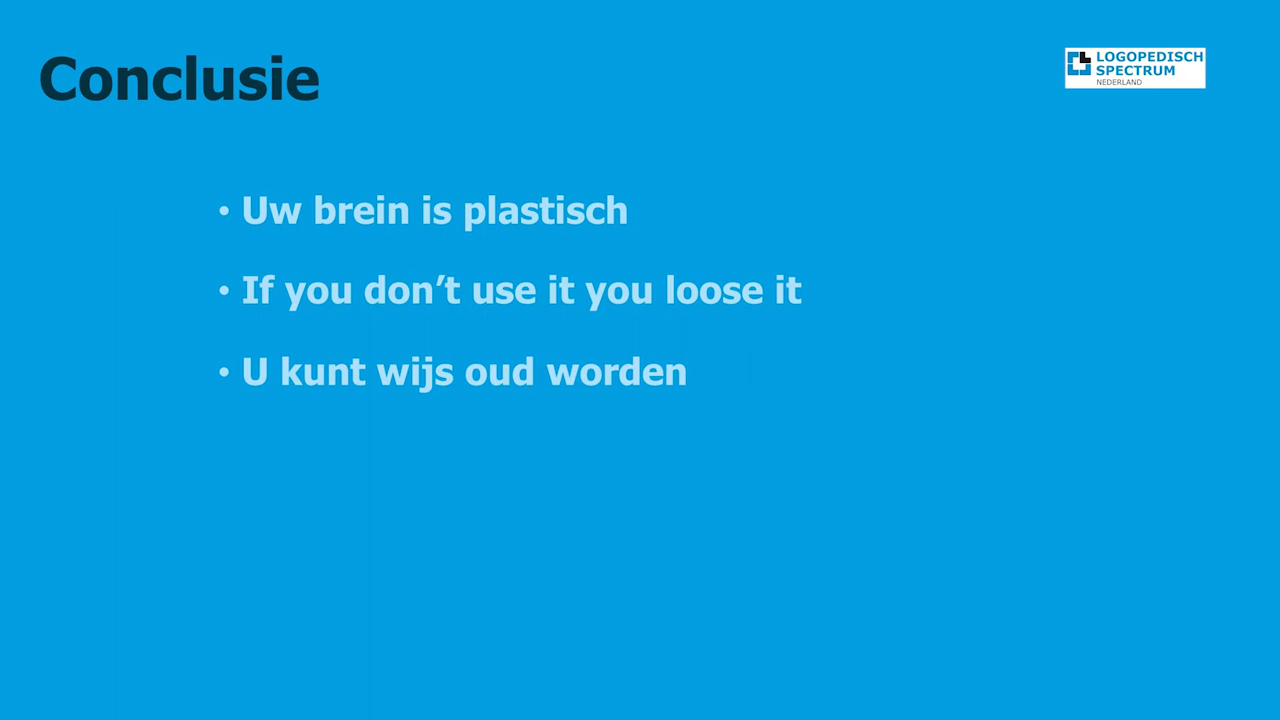 Conclusie
LOGOPEDISCH
SPECTRUM
NEDERLAND
• Uw brein is plastisch
• If you don’t use it you loose it
• U kunt wijs oud worden